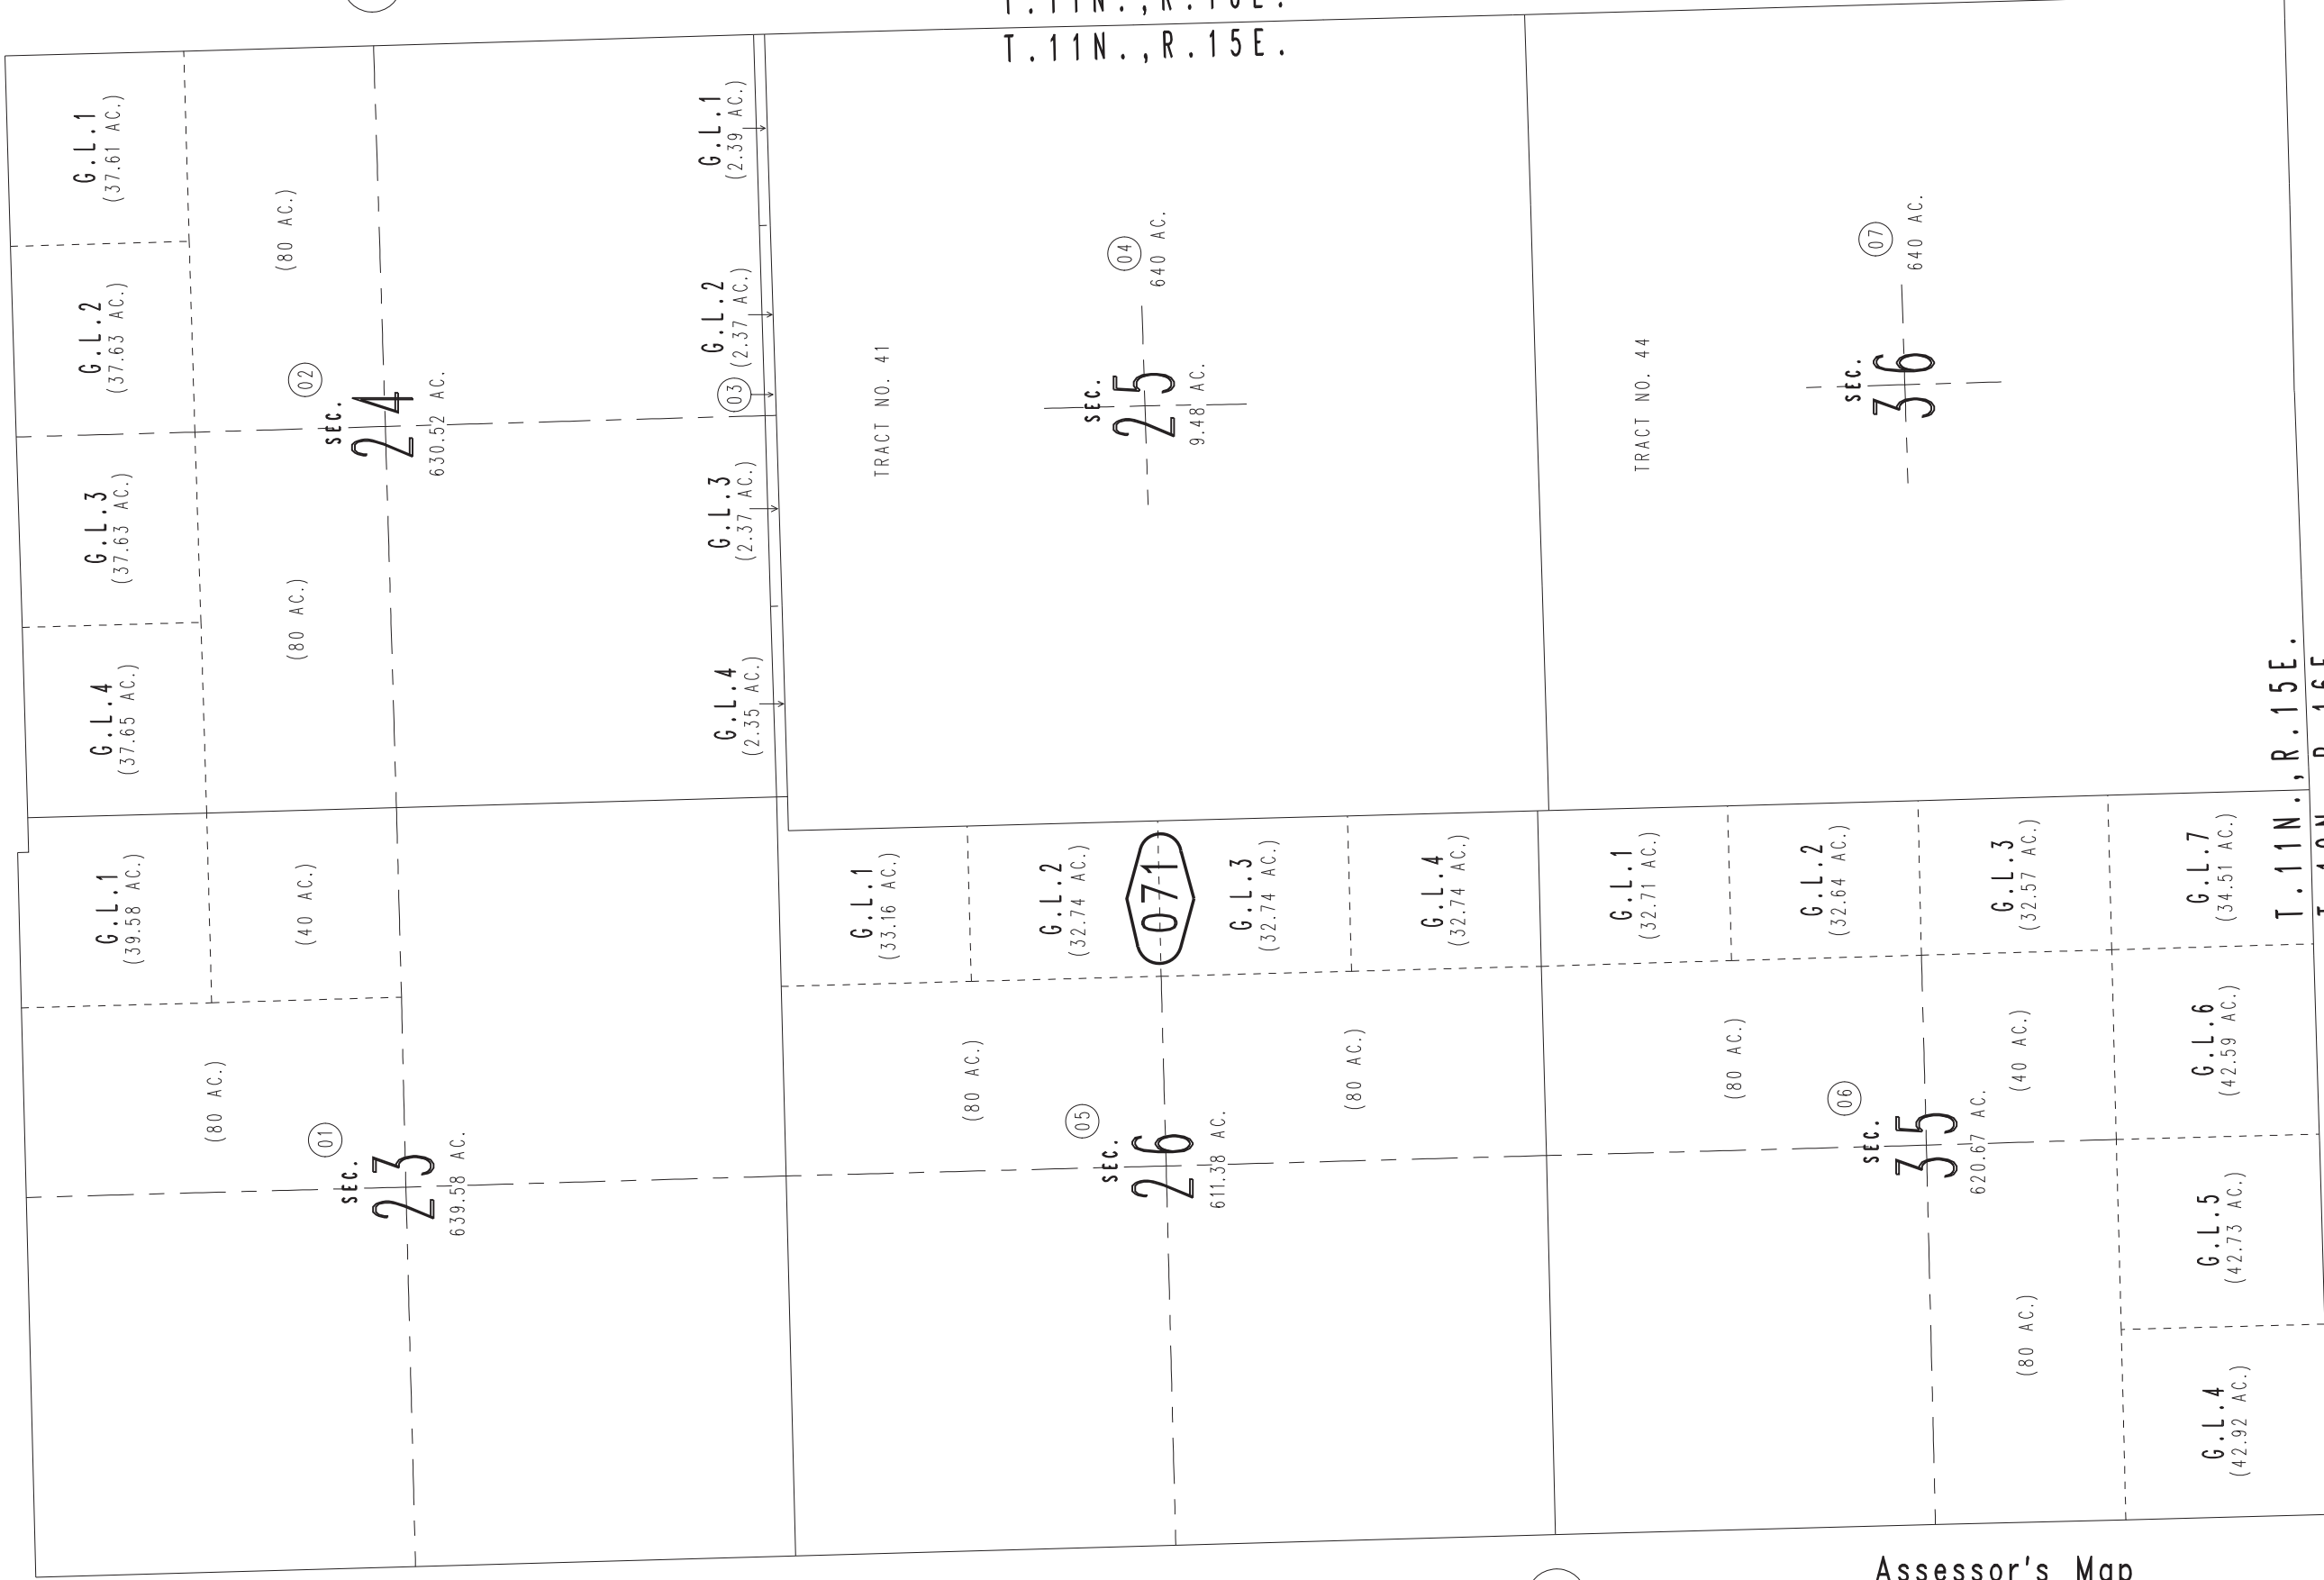 T.11N.,R.15E.
G.L.1
(37.61 AC.)
G.L.2
(37.63 AC.)
G.L.3
(37.63 AC.)
G.L.4
(37.65 AC.)
(80 AC.)
(80 AC.)
02
SEC.
24
630.52 AC.
G.L.1
(2.39 AC.)
G.L.2
(2.37 AC.)
03
G.L.3
(2.37 AC.)
G.L.4
(2.35 AC.)
TRACT NO. 41
04
640 AC.
SEC.
25
9.48 AC.
TRACT NO. 44
07
640 AC.
SEC.
36
T.11N.,R.15E.
G.L.1
(39.58 AC.)
(40 AC.)
(80 AC.)
01
SEC.
23
639.58 AC.
G.L.1
(33.16 AC.)
G.L.2
(32.74 AC.)
071
G.L.3
(32.74 AC.)
G.L.4
(32.74 AC.)
(80 AC.)
(80 AC.)
05
SEC.
26
611.38 AC.
G.L.1
(32.71 AC.)
G.L.2
(32.64 AC.)
G.L.3
(32.57 AC.)
G.L.7
(34.51 AC.)
(80 AC.)
(40 AC.)
06
SEC.
35
620.67 AC.
(80 AC.)
G.L.6
(42.59 AC.)
G.L.5
(42.73 AC.)
G.L.4
(42.92 AC.)
Assessor's Map